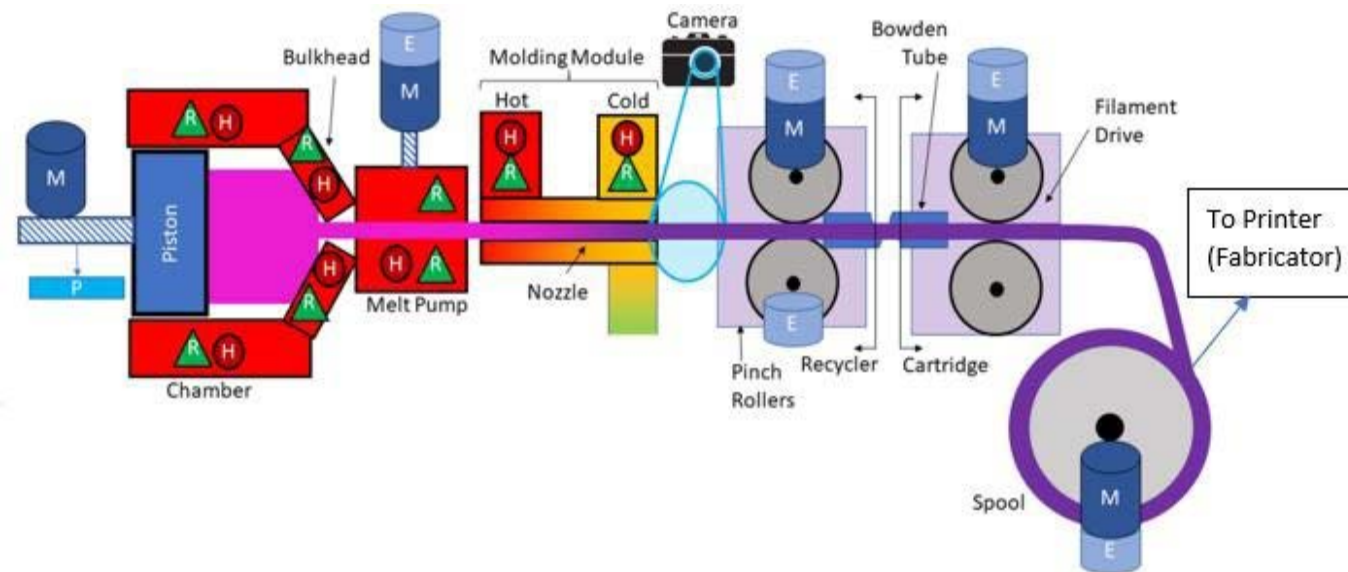 Camera
Bowden
Tube
Bulkhead
Molding Module
Hot
Cold
Filament
Drive
E
M
E
M
E
M
M
H
R
H
R
R
H
R
H
R
Piston
P
H
R
H
R
R
H
Nozzle
Melt Pump
Chamber
E
Pinch
Rollers
Recycler
Cartridge
To Printer
(Fabricator)
Spool
M
E